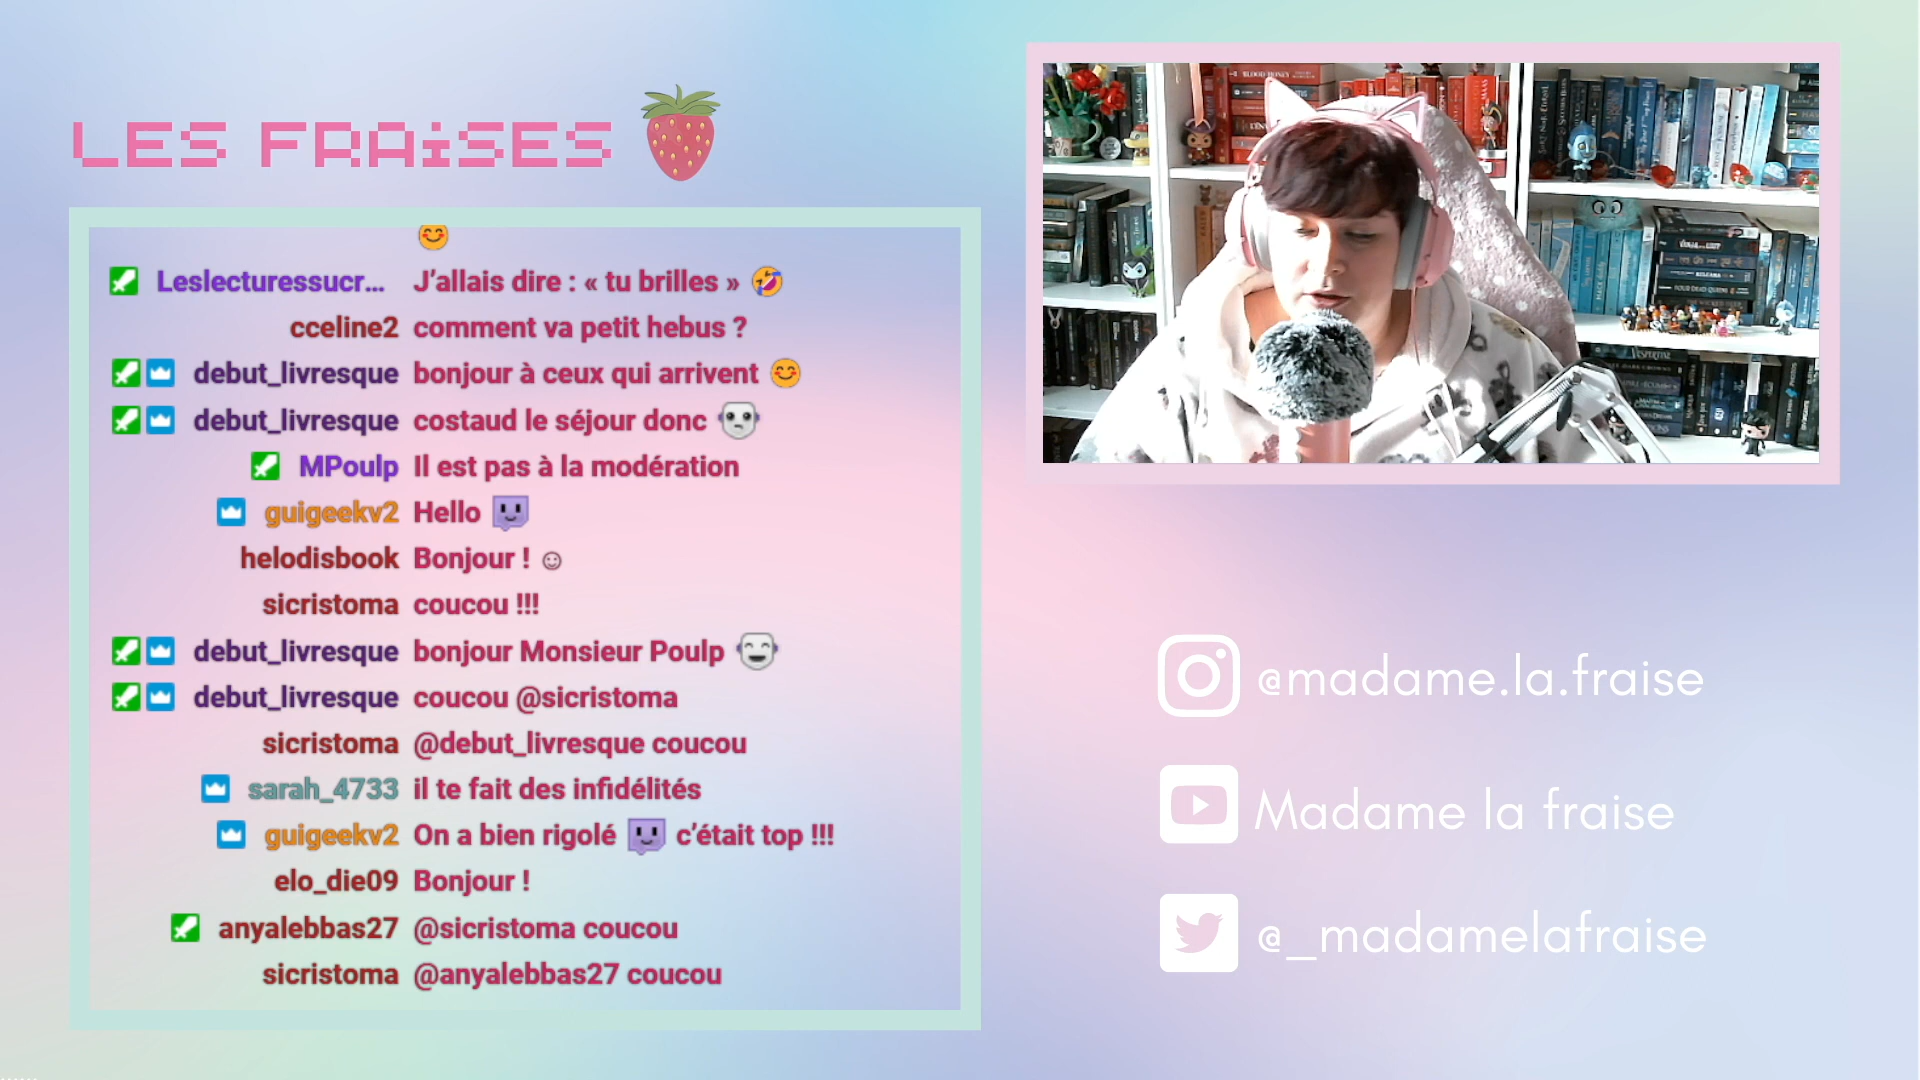 LES FRAiSES
Leslecturessucr... J'allais dire : « tu brilles » 🤣
cceline2 comment va petit hebus ?
debut_livresque bonjour à ceux qui arrivent 😊
debut_livresque costaud le séjour donc
MPoulp Il est pas à la modération
guigeekv2 Hello
helodisbook Bonjour ! ☺
sicristoma coucou !!!
debut_livresque bonjour Monsieur Poulp
debut_livresque coucou @sicristoma
sicristoma @debut_livresque coucou
sarah_4733 il te fait des infidélités
guigeekv2 On a bien rigolé c'était top !!!
elo_die09 Bonjour !
anyalebbas27 @sicristoma coucou
sicristoma @anyalebbas27 coucou
@madame.la.fraise
Madame la fraise
@_madamelafraise